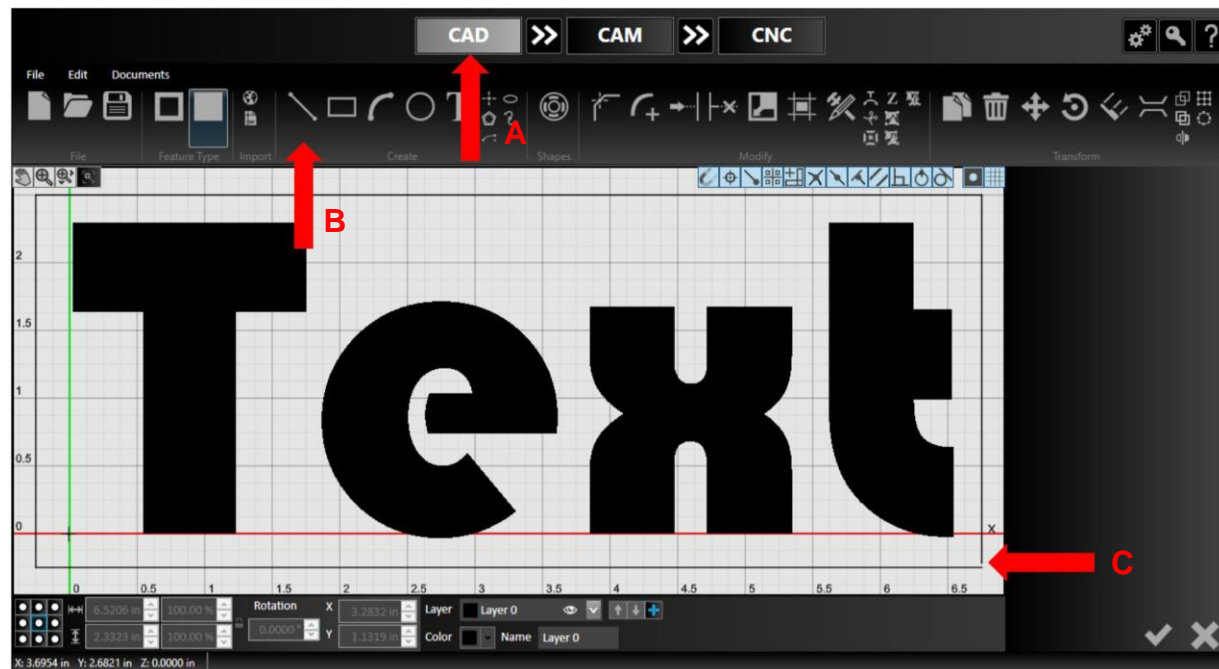 CAD CAM CNC ?
File Edit Documents
T Z
A
File Feature Type Import Create Shapes Modify Transform
B
Text
2
1.5
1
0.5
0
X
C
0 0.5 1 1.5 2 2.5 3 3.5 4 4.5 5 5.5 6 6.5
6.5206 in 100.00 % Rotation X 3.2832 in Layer Layer 0
2.3323 in 100.00 % 0.0000 ° Y 1.1319 in Color Name Layer 0
X: 3.6954 in Y: 2.6821 in Z: 0.0000 in